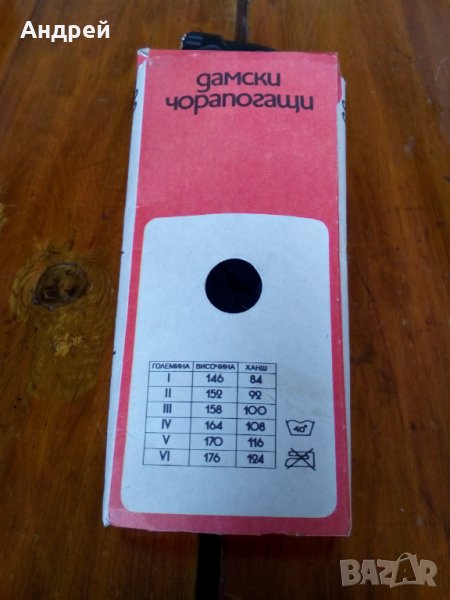 Андрей
дамски
чорапогащи
ГОЛЕМИНА ВИСОЧИНА ХАНШ
I 146 84
II 152 92
III 158 100
IV 164 108
V 170 116
VI 176 124
40°
BAZAR